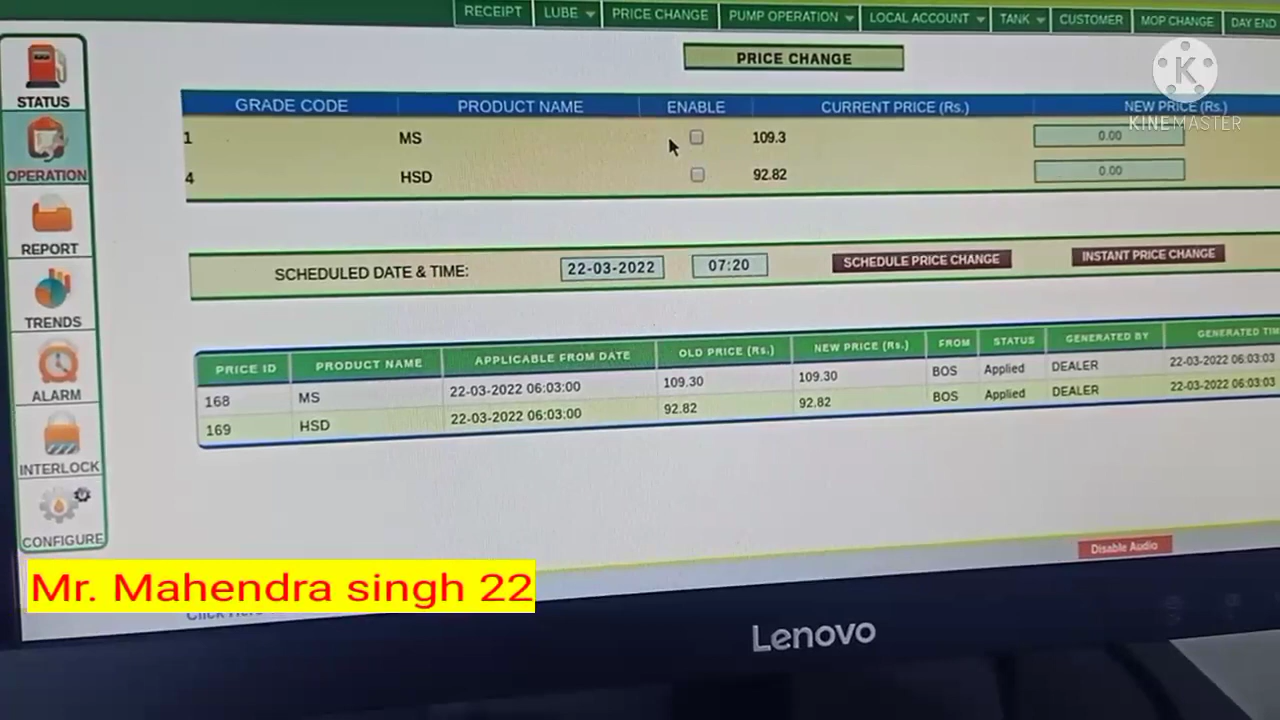 RECEIPT LUBE PRICE CHANGE PUMP OPERATION LOCAL ACCOUNT TANK CUSTOMER MOP CHANGE DAY END
PRICE CHANGE
K
KINEMASTER
STATUS
OPERATION
REPORT
TRENDS
ALARM
INTERLOCK
CONFIGURE
GRADE CODE PRODUCT NAME ENABLE CURRENT PRICE (Rs.) NEW PRICE (Rs.)
1 MS 109.3 0.00
4 HSD 92.82 0.00
SCHEDULED DATE & TIME: 22-03-2022 07:20 SCHEDULE PRICE CHANGE INSTANT PRICE CHANGE
PRICE ID PRODUCT NAME APPLICABLE FROM DATE OLD PRICE (Rs.) NEW PRICE (Rs.) FROM STATUS GENERATED BY GENERATED TIM
168 MS 22-03-2022 06:03:00 109.30 109.30 BOS Applied DEALER 22-03-2022 06:03:03
169 HSD 22-03-2022 06:03:00 92.82 92.82 BOS Applied DEALER 22-03-2022 06:03:03
Disable Audio
Mr. Mahendra singh 22
Lenovo